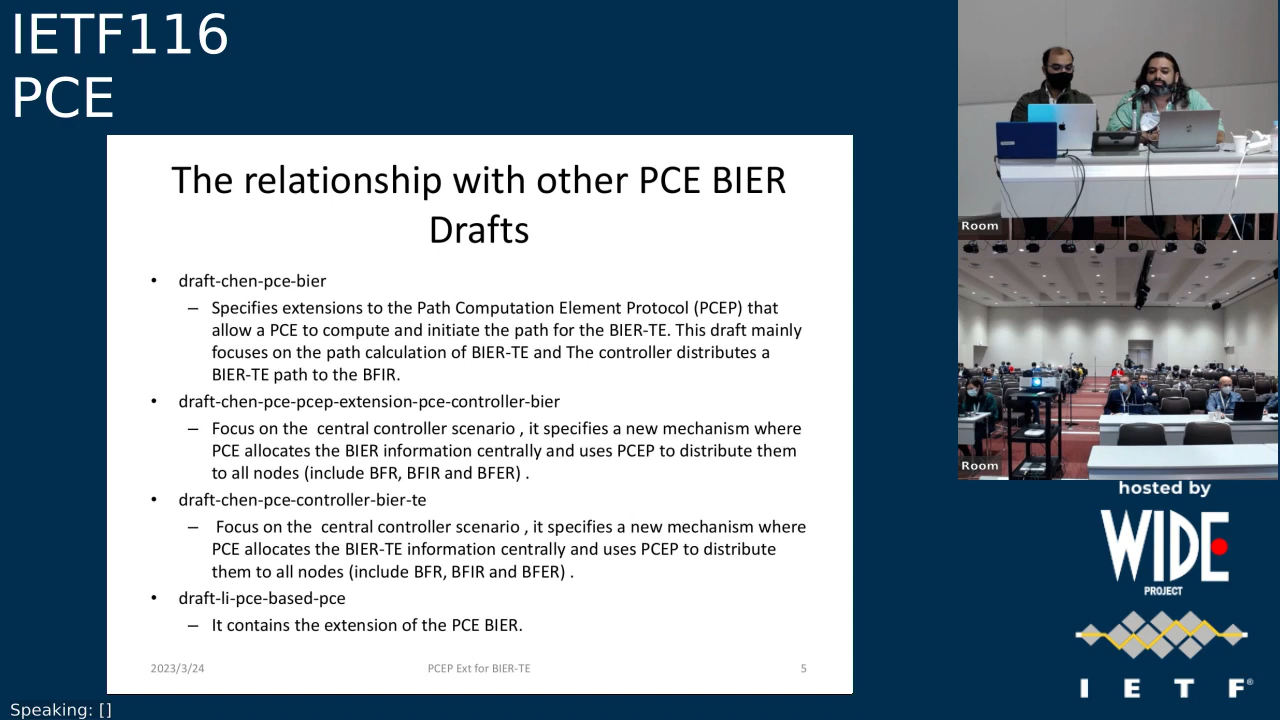 IETF116
PCE
The relationship with other PCE BIER
Drafts
• draft-chen-pce-bier
– Specifies extensions to the Path Computation Element Protocol (PCEP) that
allow a PCE to compute and initiate the path for the BIER-TE. This draft mainly
focuses on the path calculation of BIER-TE and The controller distributes a
BIER-TE path to the BFIR.
• draft-chen-pce-pcep-extension-pce-controller-bier
– Focus on the central controller scenario , it specifies a new mechanism where
PCE allocates the BIER information centrally and uses PCEP to distribute them
to all nodes (include BFR, BFIR and BFER) .
• draft-chen-pce-controller-bier-te
– Focus on the central controller scenario , it specifies a new mechanism where
PCE allocates the BIER-TE information centrally and uses PCEP to distribute
them to all nodes (include BFR, BFIR and BFER) .
• draft-li-pce-based-pce
– It contains the extension of the PCE BIER.
2023/3/24 PCEP Ext for BIER-TE 5
Room
Room
hosted by
WIDE
PROJECT
I E T F®
Speaking: []